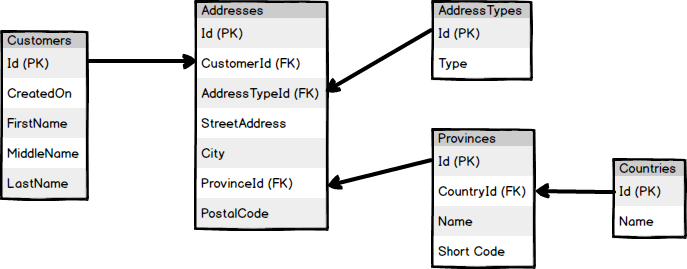 Customers
Id (PK)
CreatedOn
FirstName
MiddleName
LastName
Addresses
Id (PK)
CustomerId (FK)
AddressTypeId (FK)
StreetAddress
City
ProvinceId (FK)
PostalCode
AddressTypes
Id (PK)
Type
Provinces
Id (PK)
CountryId (FK)
Name
Short Code
Countries
Id (PK)
Name